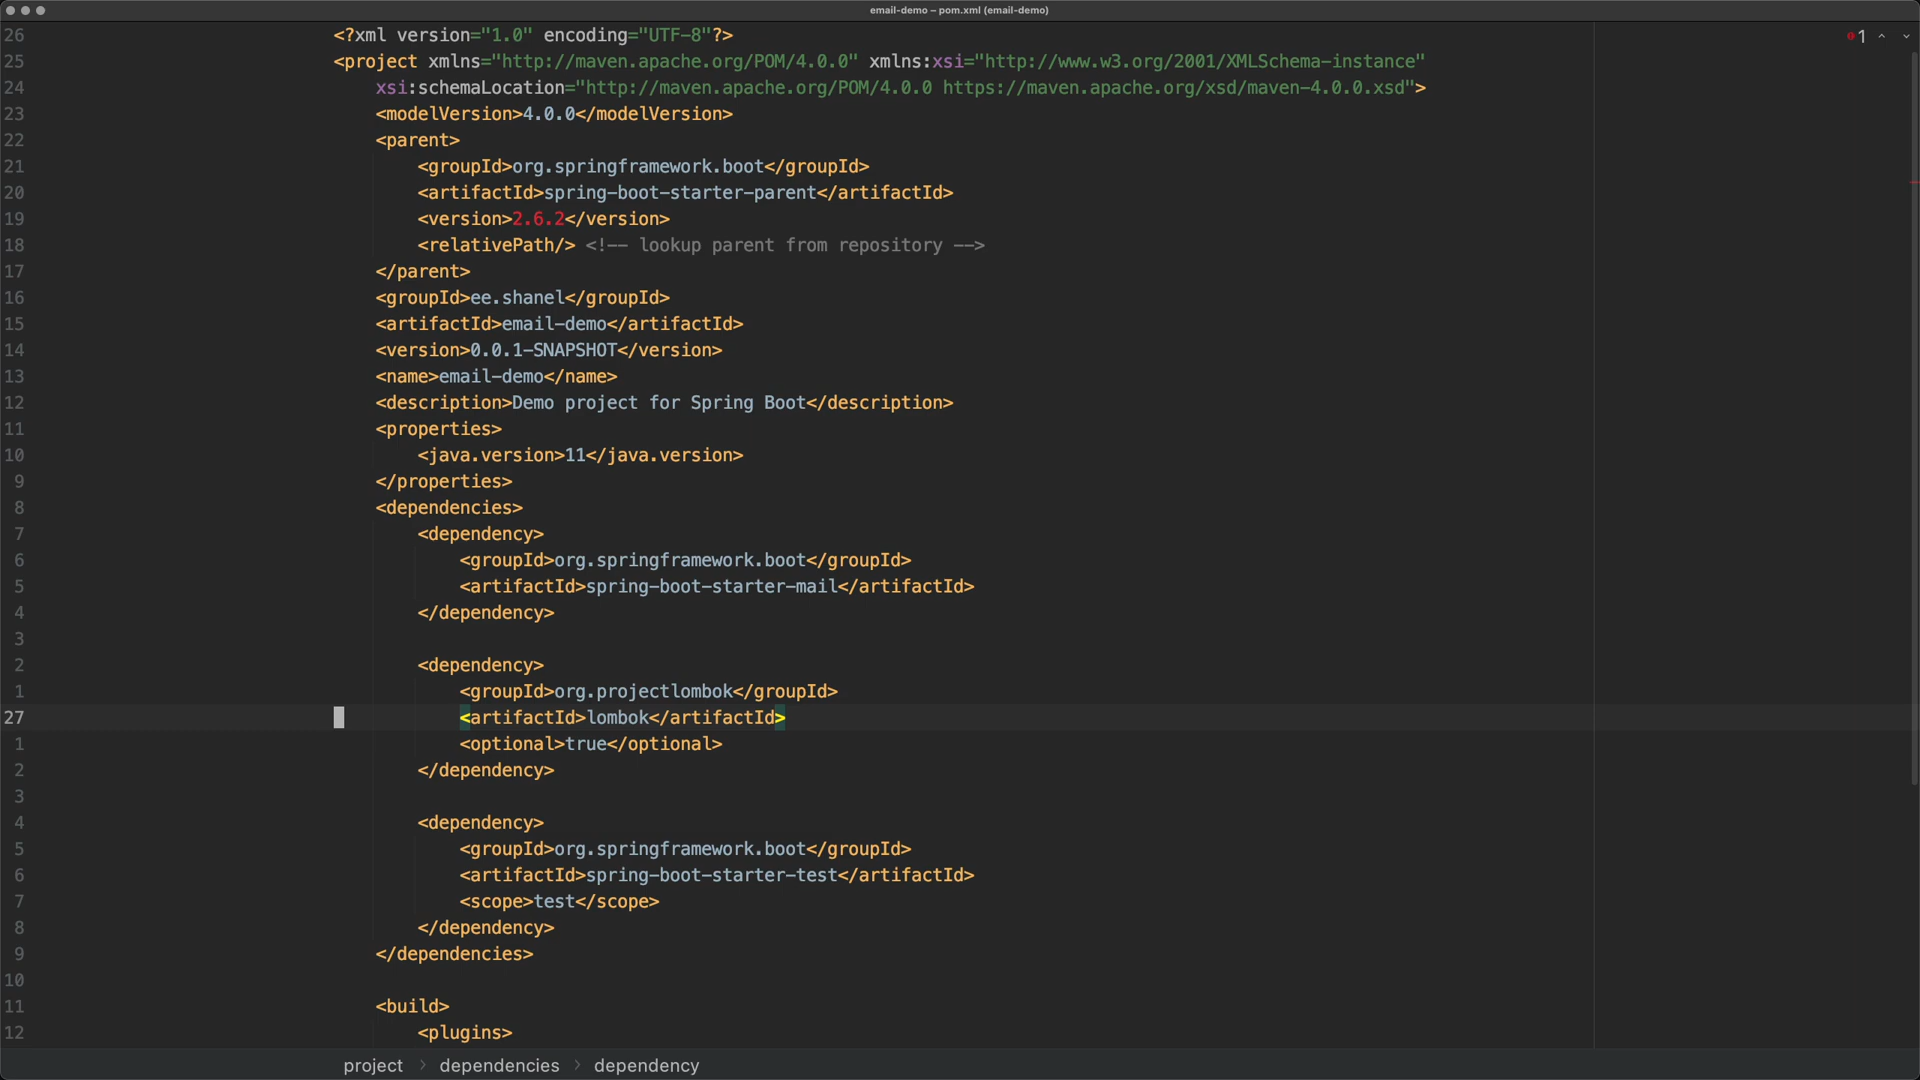 email-demo – pom.xml (email-demo)
26 <?xml version="1.0" encoding="UTF-8"?>
1
25 <project xmlns="http://maven.apache.org/POM/4.0.0" xmlns:xsi="http://www.w3.org/2001/XMLSchema-instance"
24 xsi:schemaLocation="http://maven.apache.org/POM/4.0.0 https://maven.apache.org/xsd/maven-4.0.0.xsd">
23 <modelVersion>4.0.0</modelVersion>
22 <parent>
21 <groupId>org.springframework.boot</groupId>
20 <artifactId>spring-boot-starter-parent</artifactId>
19 <version>2.6.2</version>
18 <relativePath/> <!-- lookup parent from repository -->
17 </parent>
16 <groupId>ee.shanel</groupId>
15 <artifactId>email-demo</artifactId>
14 <version>0.0.1-SNAPSHOT</version>
13 <name>email-demo</name>
12 <description>Demo project for Spring Boot</description>
11 <properties>
10 <java.version>11</java.version>
9 </properties>
8 <dependencies>
7 <dependency>
6 <groupId>org.springframework.boot</groupId>
5 <artifactId>spring-boot-starter-mail</artifactId>
4 </dependency>
3
2 <dependency>
1 <groupId>org.projectlombok</groupId>
27 <artifactId>lombok</artifactId>
1 <optional>true</optional>
2 </dependency>
3
4 <dependency>
5 <groupId>org.springframework.boot</groupId>
6 <artifactId>spring-boot-starter-test</artifactId>
7 <scope>test</scope>
8 </dependency>
9 </dependencies>
10
11 <build>
12 <plugins>
project > dependencies > dependency